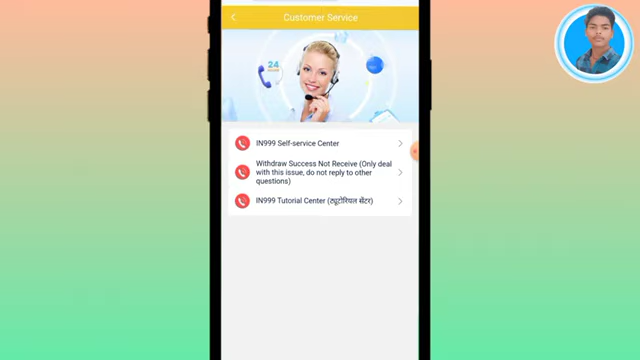 Customer Service
24
IN999 Self-service Center
Withdraw Success Not Receive (Only deal
with this issue, do not reply to other
questions)
IN999 Tutorial Center (ट्यूटोरियल सेंटर)